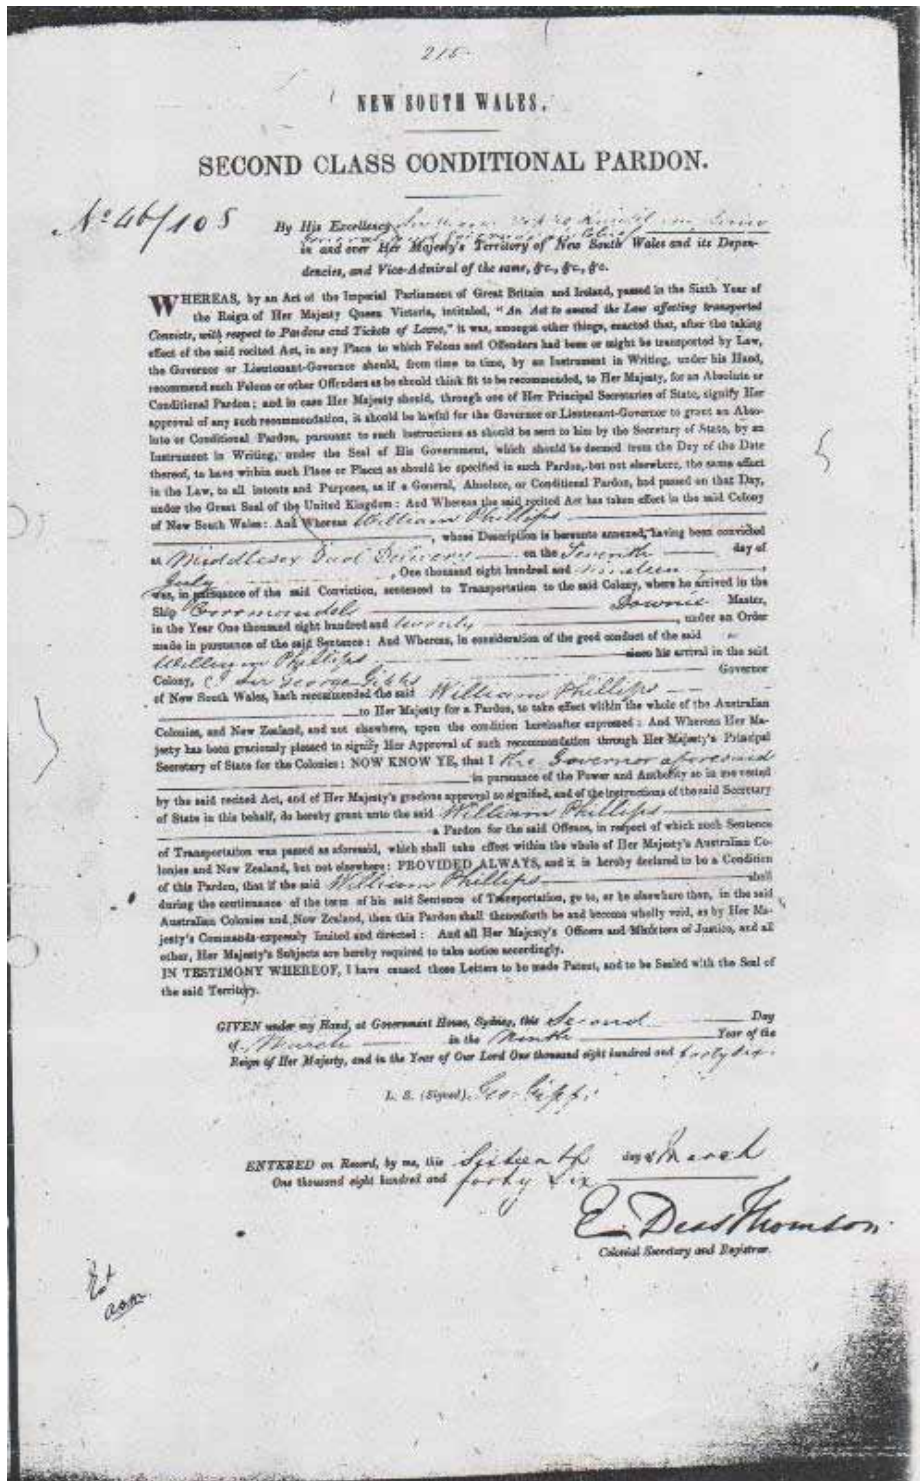 215
NEW SOUTH WALES.
SECOND CLASS CONDITIONAL PARDON.
No 46/105
By His Excellency
in and over Her Majesty's Territory of New South Wales and its Depen-
dencies, and Vice-Admiral of the same, &c., &c., &c.
WHEREAS, by an Act of the Imperial Parliament of Great Britain and Ireland, passed in the Sixth Year of
the Reign of Her Majesty Queen Victoria, intituled, "An Act to amend the Law affecting transported
Convicts, with respect to Pardons and Tickets of Leave," it was, amongst other things, enacted that, after the taking
effect of the said recited Act, in any Place to which Felons and Offenders had been or might be transported by Law,
the Governor or Lieutenant-Governor should, from time to time, by an Instrument in Writing, under his Hand,
recommend such Felons or other Offenders as he should think fit to be recommended, to Her Majesty, for an Absolute or
Conditional Pardon; and in case Her Majesty should, through one of Her Principal Secretaries of State, signify Her
approval of any such recommendation, it should be lawful for the Governor or Lieutenant-Governor to grant an Abso-
lute or Conditional Pardon, pursuant to such Instructions as should be sent to him by the Secretary of State, by an
Instrument in Writing, under the Seal of His Government, which should be deemed from the Day of the Date
thereof, to have within such Place or Places as should be specified in such Pardon, but not elsewhere, the same effect
in the Law, to all Intents and Purposes, as if a General, Absolute, or Conditional Pardon, had passed on that Day,
under the Great Seal of the United Kingdom: And Whereas the said recited Act has taken effect in the said Colony
of New South Wales: And Whereas William Phillips
, whose Description is hereunto annexed, having been convicted
at Middlesex Gaol Delivery on the Seventh day of
July, One thousand eight hundred and nineteen,
was, in pursuance of the said Conviction, sentenced to Transportation to the said Colony, where he arrived in the
Ship Coromandel Downie Master,
in the Year One thousand eight hundred and twenty, under an Order
made in pursuance of the said Sentence: And Whereas, in consideration of the good conduct of the said
William Phillips since his arrival in the said
Colony, Sir George Gipps Governor
of New South Wales, hath recommended the said William Phillips
to Her Majesty for a Pardon, to take effect within the whole of the Australian
Colonies, and New Zealand, and not elsewhere, upon the condition hereinafter expressed: And Whereas Her Ma-
jesty has been graciously pleased to signify Her Approval of such recommendation through Her Majesty's Principal
Secretary of State for the Colonies: NOW KNOW YE, that I the Governor aforesaid
in pursuance of the Power and Authority so in me vested
by the said recited Act, and of Her Majesty's gracious approval so signified, and of the instructions of the said Secretary
of State in this behalf, do hereby grant unto the said William Phillips
a Pardon for the said Offence, in respect of which such Sentence
of Transportation was passed as aforesaid, which shall take effect within the whole of Her Majesty's Australian Co-
lonies and New Zealand, but not elsewhere: PROVIDED ALWAYS, and it is hereby declared to be a Condition
of this Pardon, that if the said William Phillips shall
during the continuance of the term of his said Sentence of Transportation, go to, or be elsewhere than, in the said
Australian Colonies and New Zealand, then this Pardon shall thenceforth be and become wholly void, as by Her Ma-
jesty's Commands expressly limited and directed: And all Her Majesty's Officers and Ministers of Justice, and all
other, Her Majesty's Subjects are hereby required to take notice accordingly.
IN TESTIMONY WHEREOF, I have caused these Letters to be made Patent, and to be Sealed with the Seal of
the said Territory.
GIVEN under my Hand, at Government House, Sydney, this Second Day
of March in the Ninth Year of the
Reign of Her Majesty, and in the Year of Our Lord One thousand eight hundred and forty six.
L. S. (Signed) Geo. Gipps
ENTERED on Record, by me, this Sixteenth day of March
One thousand eight hundred and forty six
E. Deas Thomson
Colonial Secretary and Registrar.